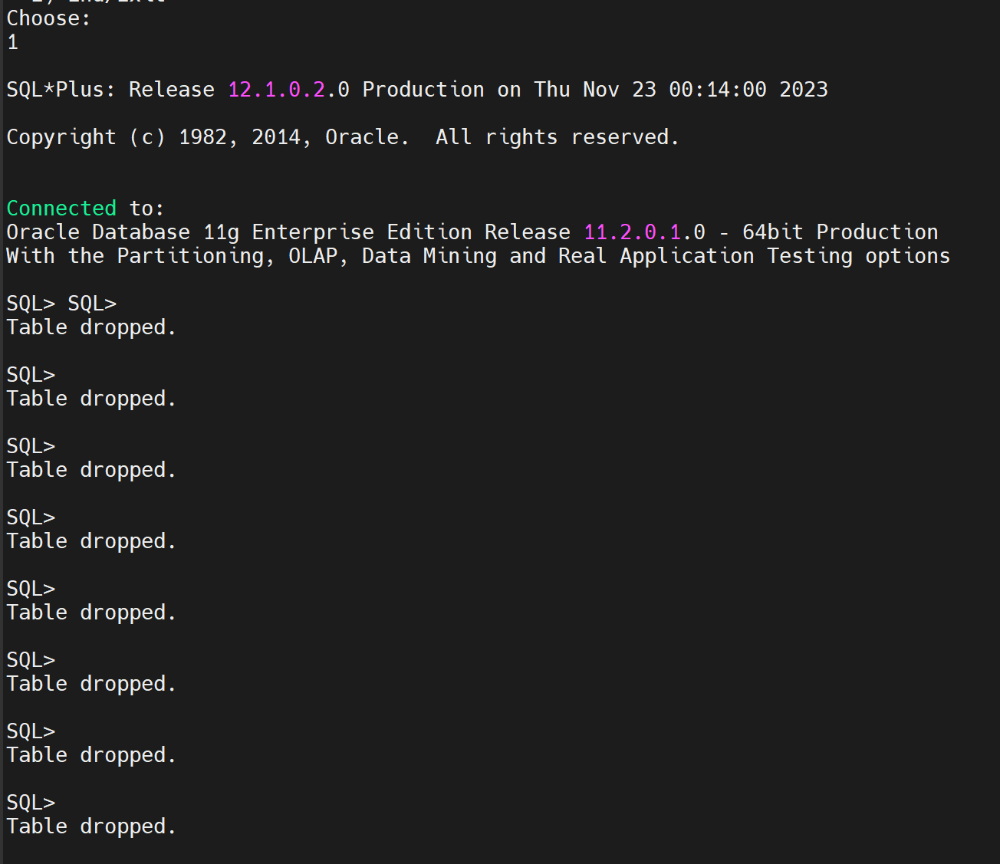 Choose:
1
SQL*Plus: Release 12.1.0.2.0 Production on Thu Nov 23 00:14:00 2023
Copyright (c) 1982, 2014, Oracle.  All rights reserved.
Connected to:
Oracle Database 11g Enterprise Edition Release 11.2.0.1.0 - 64bit Production
With the Partitioning, OLAP, Data Mining and Real Application Testing options
SQL> SQL>
Table dropped.
SQL>
Table dropped.
SQL>
Table dropped.
SQL>
Table dropped.
SQL>
Table dropped.
SQL>
Table dropped.
SQL>
Table dropped.
SQL>
Table dropped.